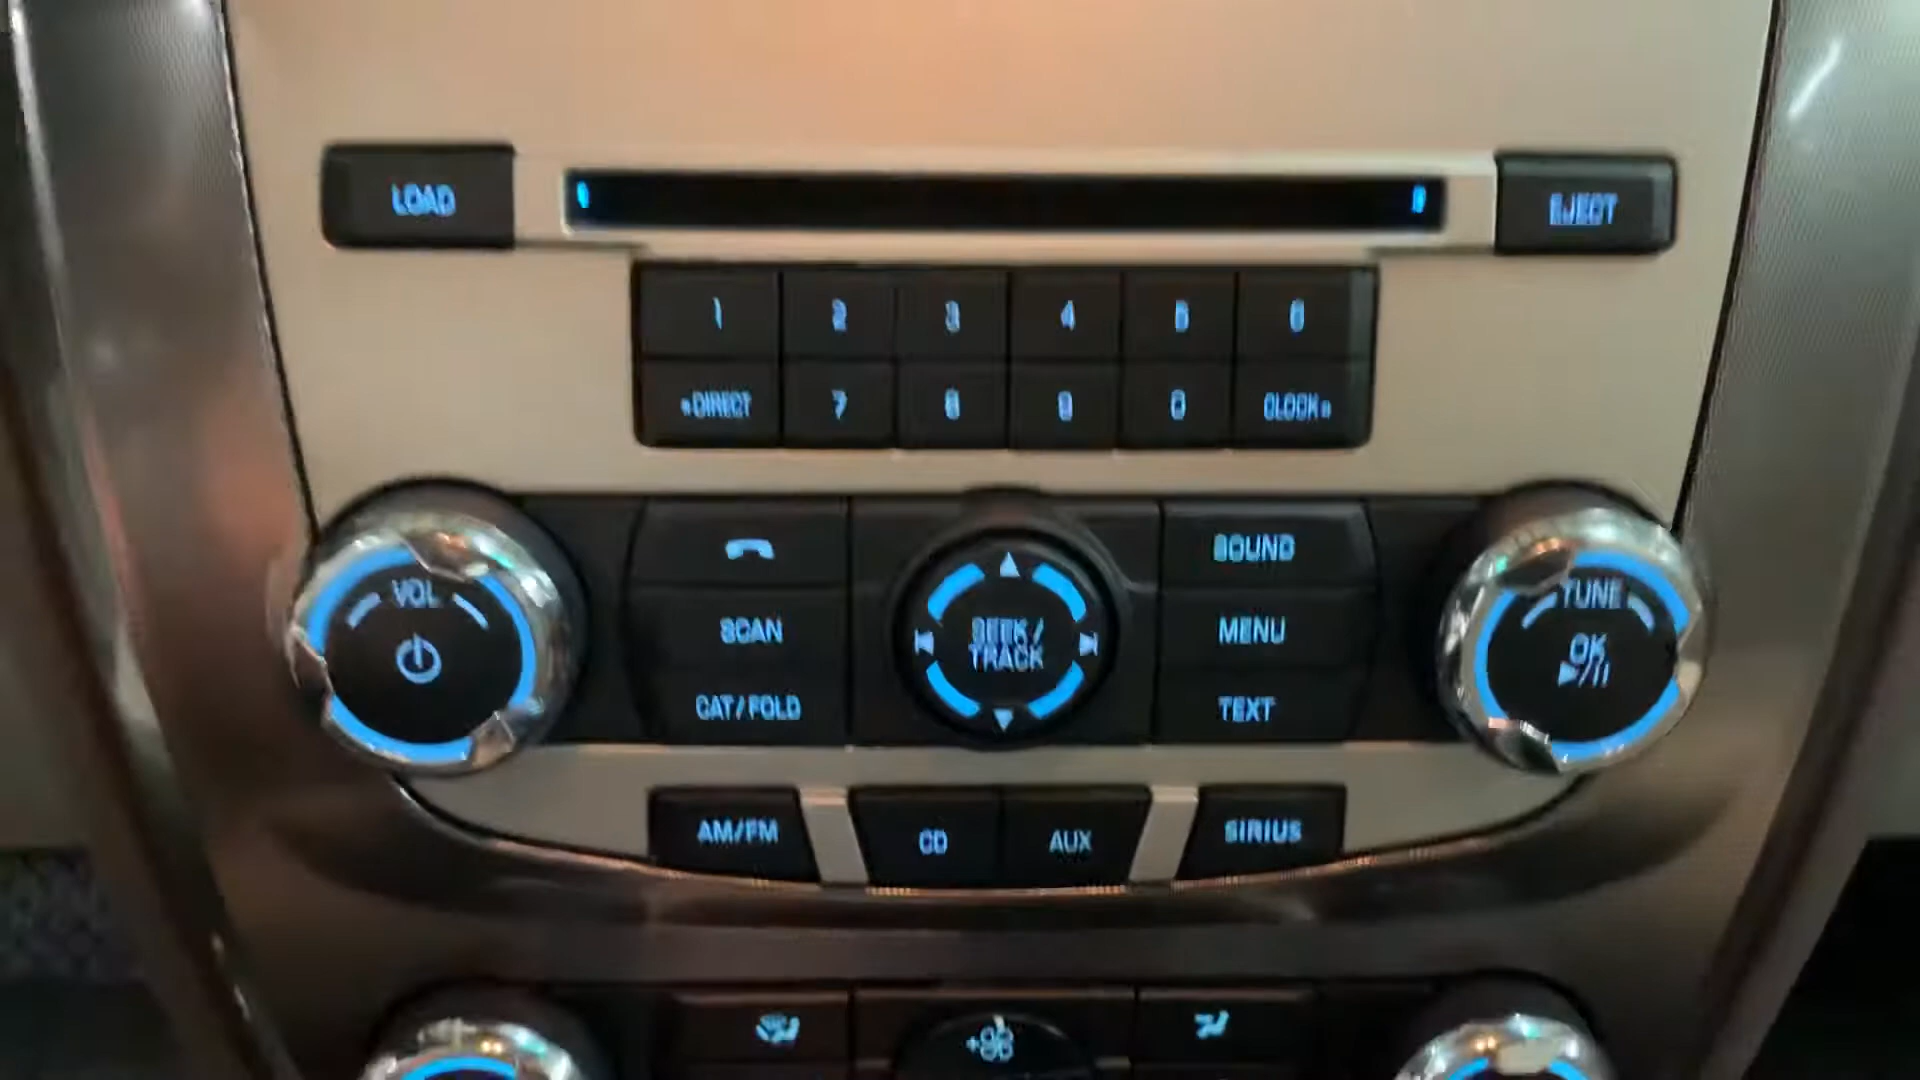 LOAD
EJECT
1 2 3 4 5 6
DIRECT 7 8 9 0 CLOCK
VOL
SCAN
CAT/FOLD
SEEK/
TRACK
SOUND
MENU
TEXT
TUNE
OK
AM/FM CD AUX SIRIUS